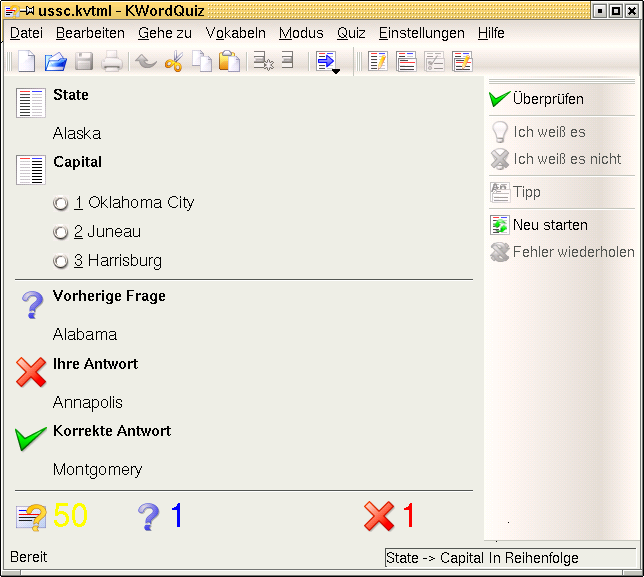 ussc.kvtml - KWordQuiz
Datei Bearbeiten Gehe zu Vokabeln Modus Quiz Einstellungen Hilfe
State
Alaska
Capital
1 Oklahoma City
2 Juneau
3 Harrisburg
Vorherige Frage
Alabama
Ihre Antwort
Annapolis
Korrekte Antwort
Montgomery
50 1 1
Überprüfen
Ich weiß es
Ich weiß es nicht
Tipp
Neu starten
Fehler wiederholen
Bereit
State -> Capital In Reihenfolge